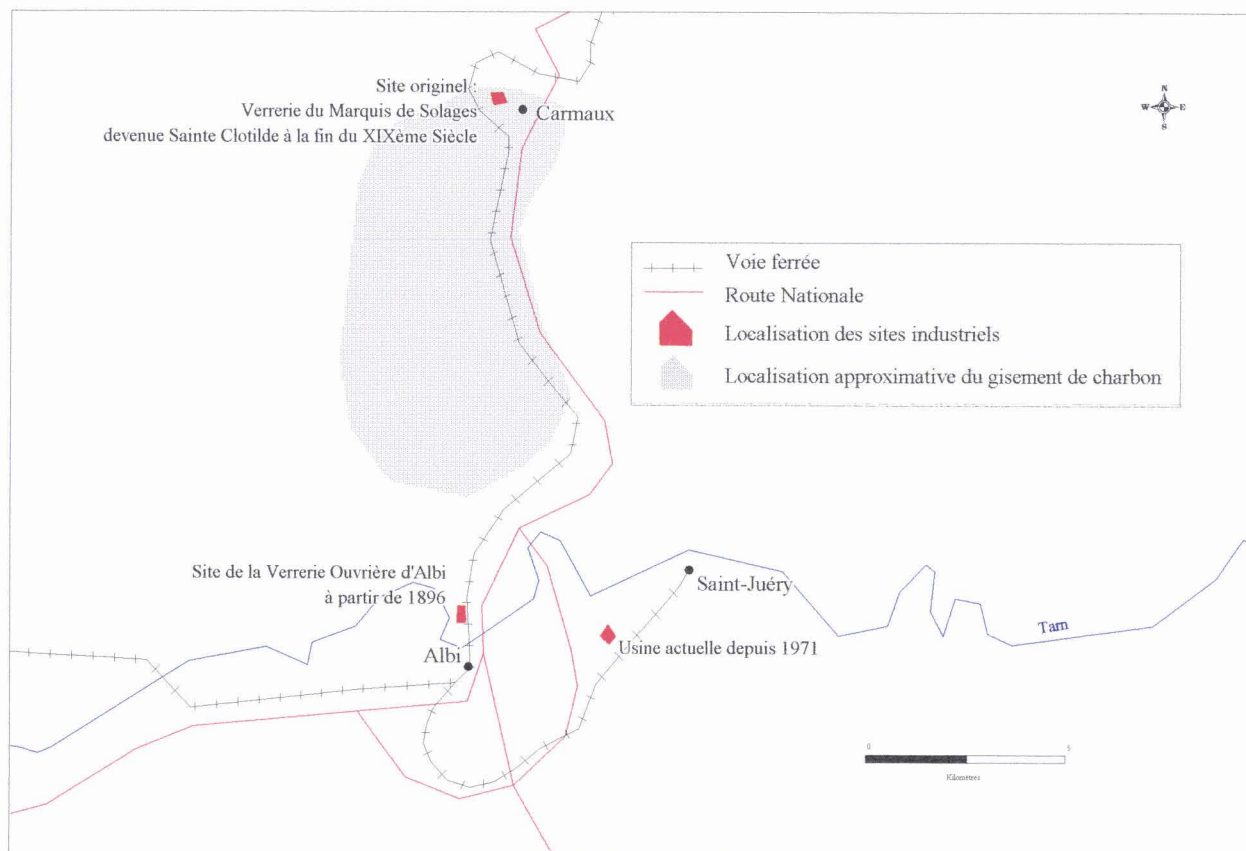 Site originel :
Verrerie du Marquis de Solages
devenue Sainte Clotilde à la fin du XIXème Siècle
Carmaux
N
W E
S
Voie ferrée
Route Nationale
Localisation des sites industriels
Localisation approximative du gisement de charbon
Site de la Verrerie Ouvrière d'Albi
à partir de 1896
Saint-Juéry
Tarn
Usine actuelle depuis 1971
Albi
0 5
Kilomètres